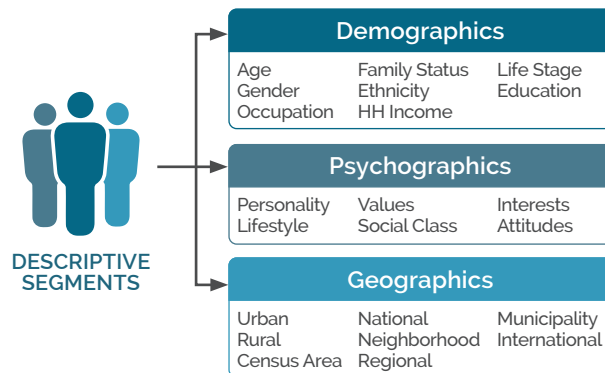 Demographics
Age Family Status Life Stage
Gender Ethnicity Education
Occupation HH Income
Psychographics
Personality Values Interests
Lifestyle Social Class Attitudes
DESCRIPTIVE
SEGMENTS
Geographics
Urban National Municipality
Rural Neighborhood International
Census Area Regional